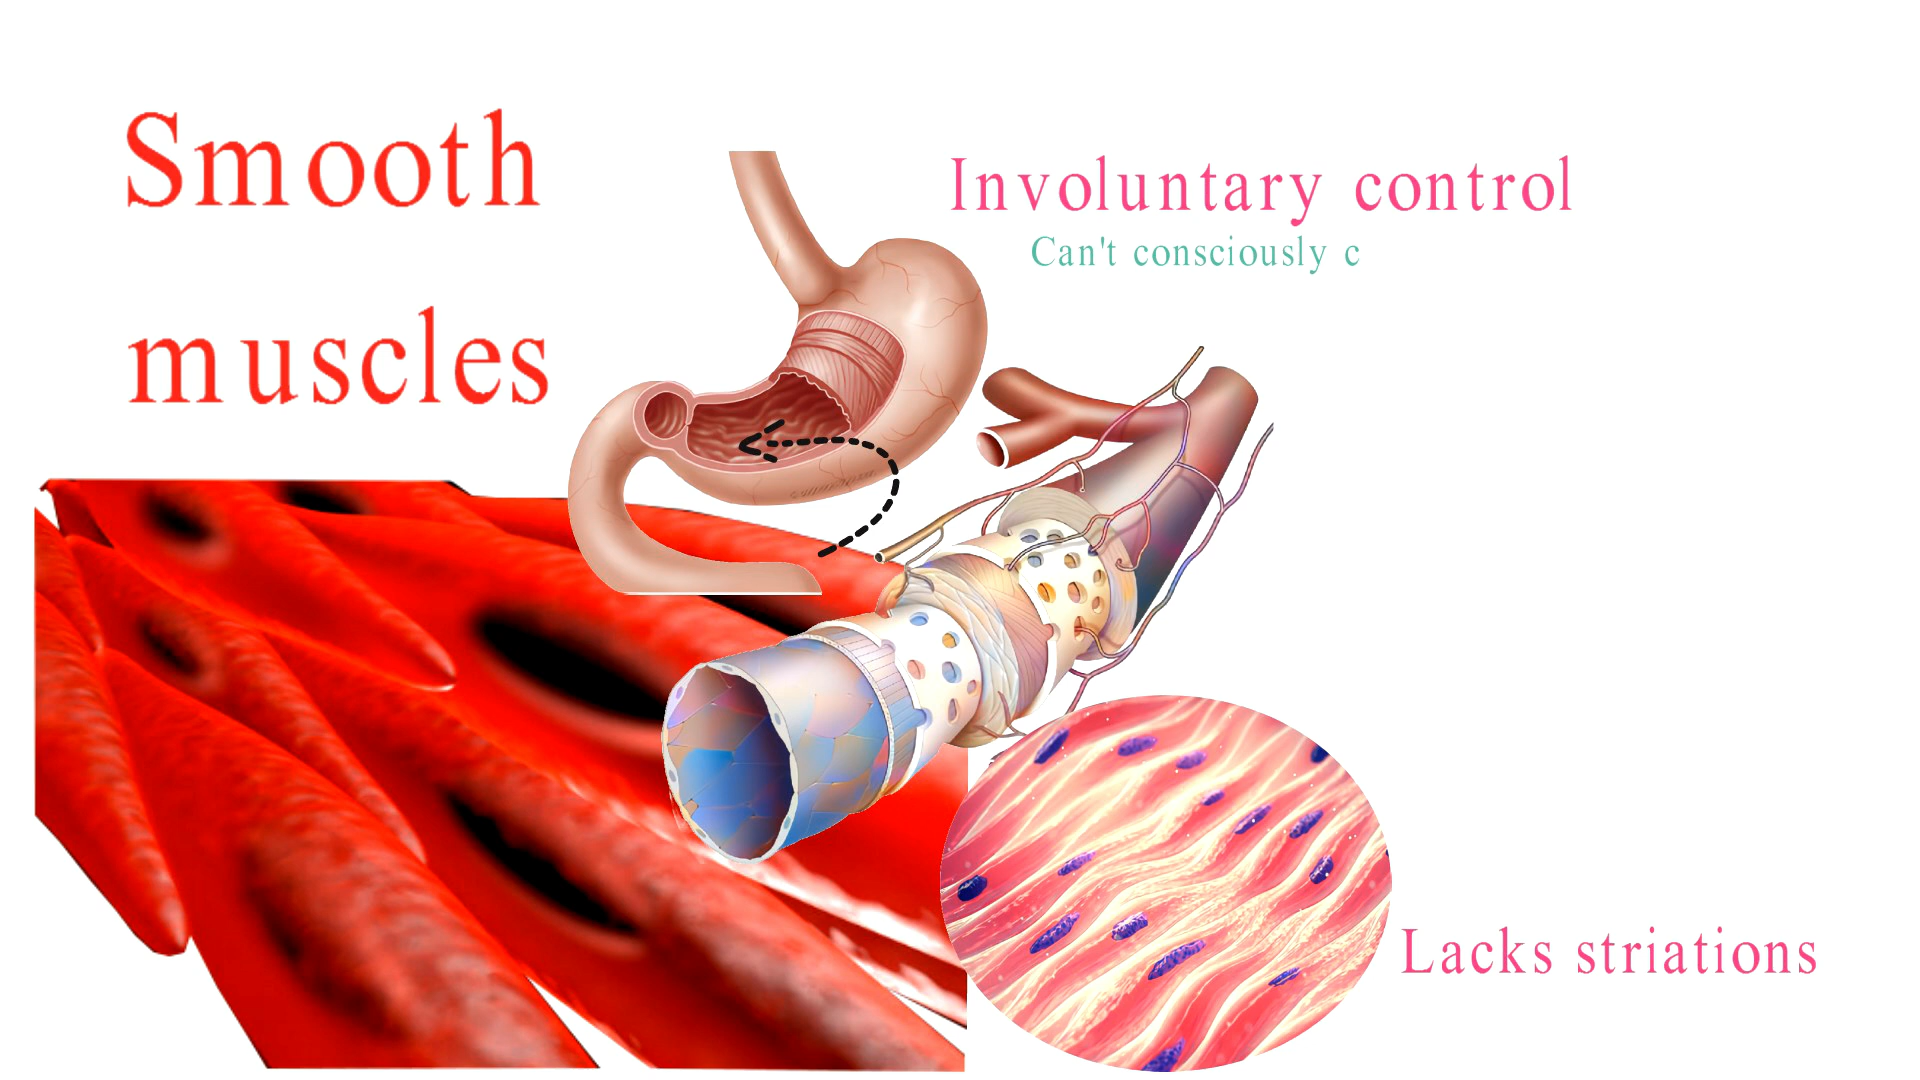 Smooth
muscles
Involuntary control
Can't consciously c
Lacks striations